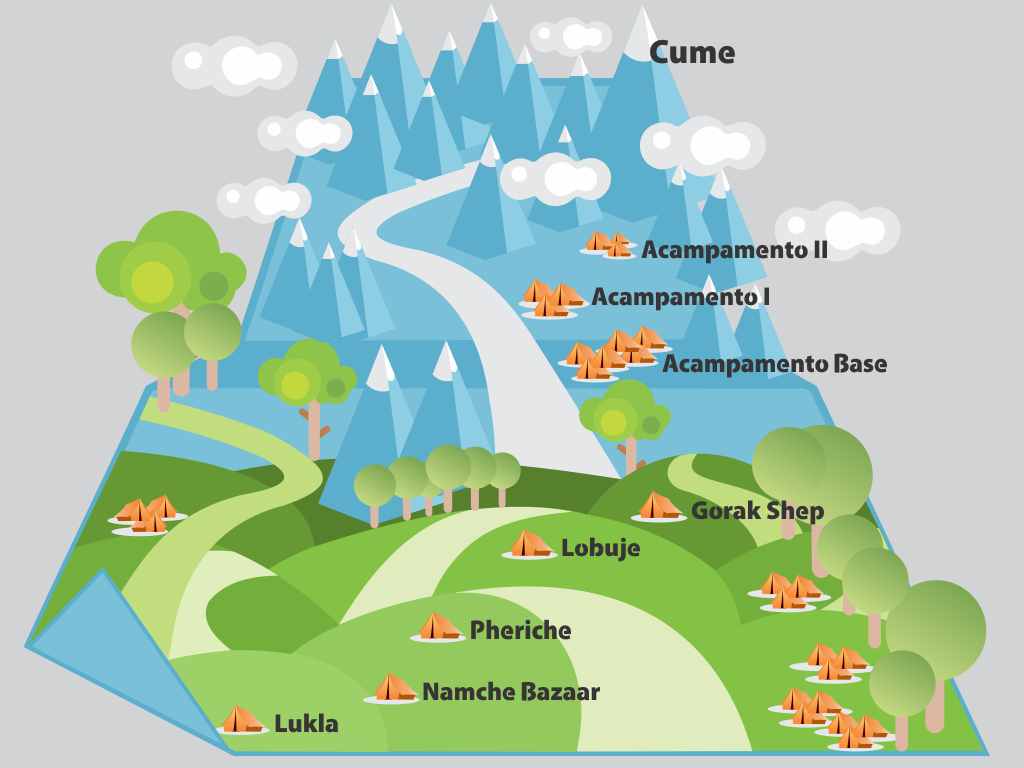 Cume
Acampamento II
Acampamento I
Acampamento Base
Gorak Shep
Lobuje
Pheriche
Namche Bazaar
Lukla